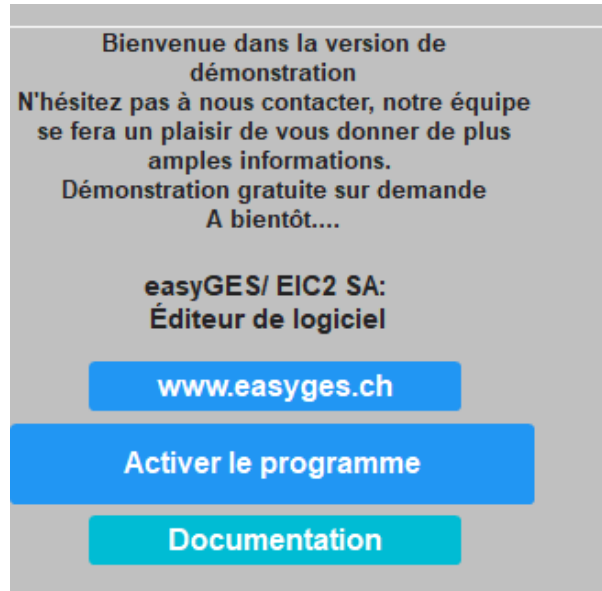 Bienvenue dans la version de
démonstration
N'hésitez pas à nous contacter, notre équipe
se fera un plaisir de vous donner de plus
amples informations.
Démonstration gratuite sur demande
A bientôt....
easyGES/ EIC2 SA:
Éditeur de logiciel
www.easyges.ch
Activer le programme
Documentation